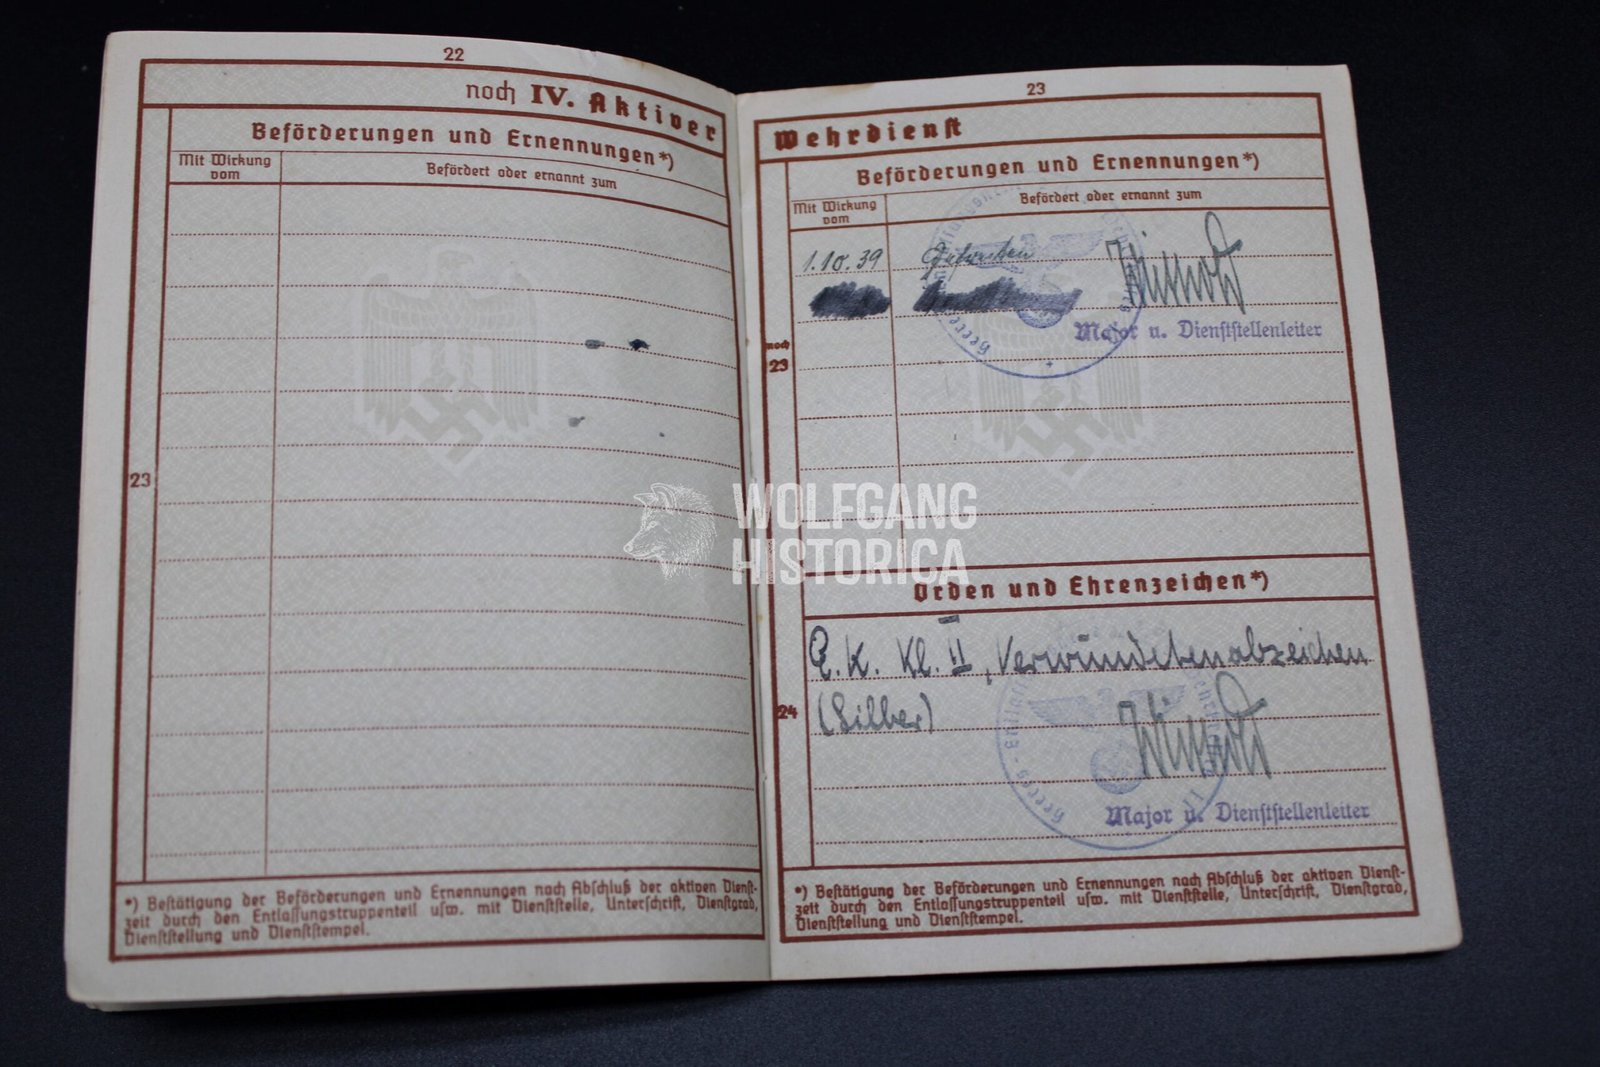 22
noch IV. Aktiver
Beförderungen und Ernennungen*)
Mit Wirkung
vom
Befördert oder ernannt zum
23
*) Bestätigung der Beförderungen und Ernennungen nach Abschluß der aktiven Dienst-
zeit durch den Entlassungstruppenteil usw. mit Dienststelle, Unterschrift, Dienstgrad,
Dienststellung und Dienststempel.
23
Wehrdienst
Beförderungen und Ernennungen*)
Mit Wirkung
vom
Befördert oder ernannt zum
1.10.39 Gefreiten
Major u. Dienststellenleiter
noch
23
WOLFGANG
HISTORICA
Orden und Ehrenzeichen*)
E.K. Kl. II, Verwundetenabzeichen
(Silber)
24
Major u. Dienststellenleiter
*) Bestätigung der Beförderungen und Ernennungen nach Abschluß der aktiven Dienst-
zeit durch den Entlassungstruppenteil usw. mit Dienststelle, Unterschrift, Dienstgrad,
Dienststellung und Dienststempel.